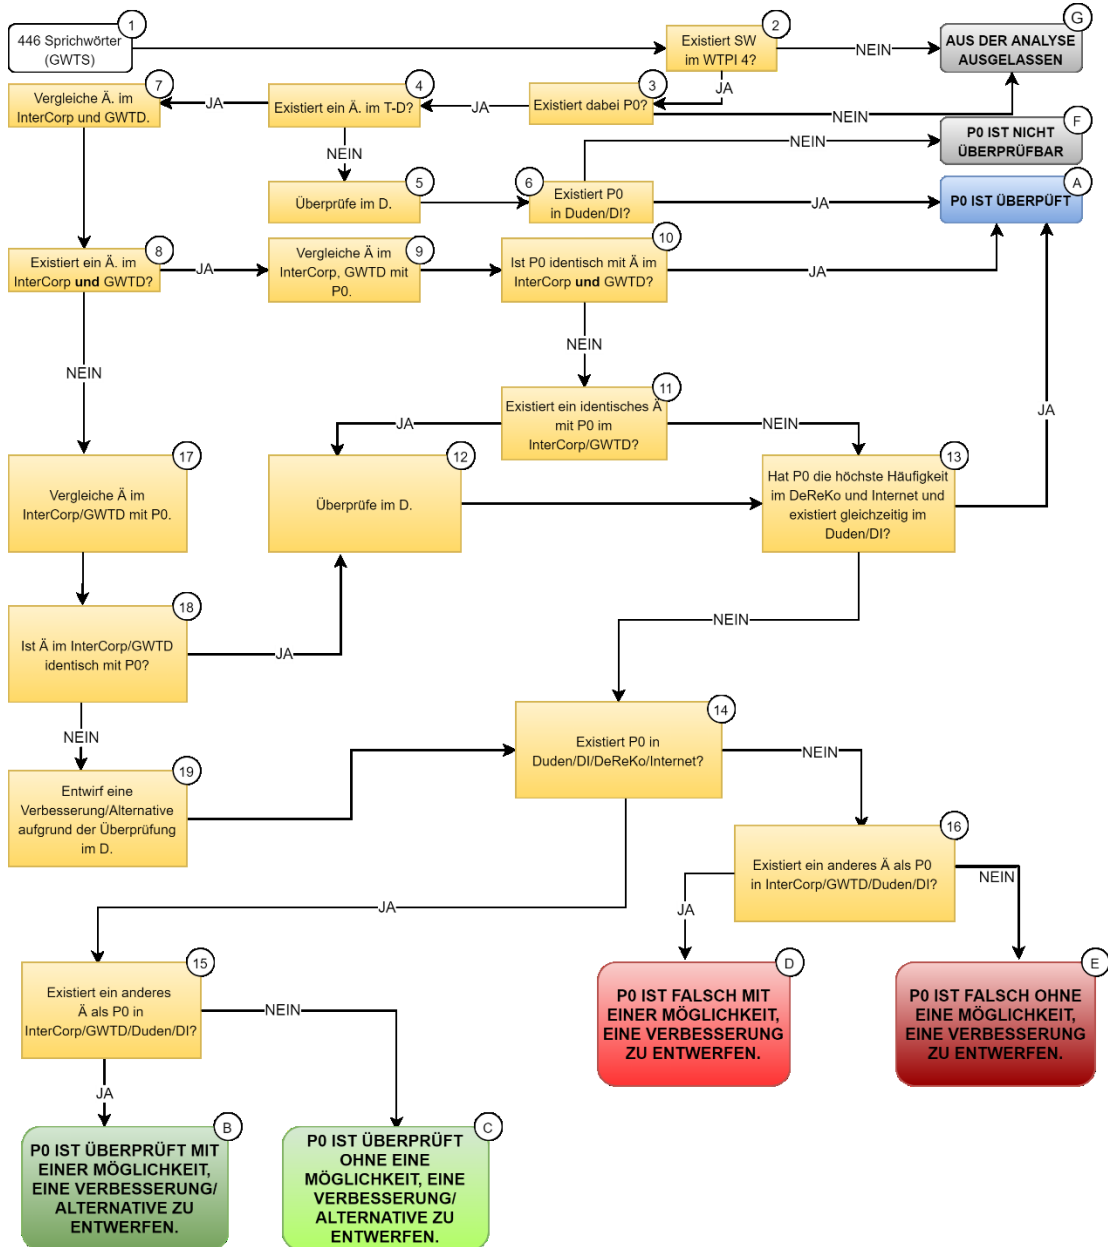 1
446 Sprichwörter
(GWTS)
2
Existiert SW
im WTPI 4?
NEIN
G
AUS DER ANALYSE
AUSGELASSEN
JA
7
Vergleiche Ä. im
InterCorp und GWTD.
JA
4
Existiert ein Ä. im T-D?
JA
3
Existiert dabei P0?
NEIN
F
P0 IST NICHT
ÜBERPRÜFBAR
NEIN
NEIN
5
Überprüfe im D.
6
Existiert P0
in Duden/DI?
JA
A
P0 IST ÜBERPÜFT
8
Existiert ein Ä. im
InterCorp und GWTD?
JA
9
Vergleiche Ä im
InterCorp, GWTD mit
P0.
10
Ist P0 identisch mit Ä im
InterCorp und GWTD?
JA
NEIN
NEIN
11
Existiert ein identisches Ä
mit P0 im
InterCorp/GWTD?
JA
NEIN
JA
17
Vergleiche Ä im
InterCorp/GWTD mit P0.
12
Überprüfe im D.
13
Hat P0 die höchste Häufigkeit
im DeReKo und Internet und
existiert gleichzeitig im
Duden/DI?
18
Ist Ä im InterCorp/GWTD
identisch mit P0?
JA
NEIN
NEIN
14
Existiert P0 in
Duden/DI/DeReKo/Internet?
NEIN
19
Entwirf eine
Verbesserung/Alternative
aufgrund der Überprüfung
im D.
16
Existiert ein anderes Ä als P0
in InterCorp/GWTD/Duden/DI?
JA
JA
NEIN
15
Existiert ein anderes
Ä als P0 in
InterCorp/GWTD/Duden/DI?
NEIN
JA
D
P0 IST FALSCH MIT
EINER MÖGLICHKEIT,
EINE VERBESSERUNG
ZU ENTWERFEN.
E
P0 IST FALSCH OHNE
EINE MÖGLICHKEIT,
EINE VERBESSERUNG
ZU ENTWERFEN.
B
P0 IST ÜBERPRÜFT MIT
EINER MÖGLICHKEIT,
EINE VERBESSERUNG/
ALTERNATIVE ZU
ENTWERFEN.
C
P0 IST ÜBERPRÜFT
OHNE EINE
MÖGLICHKEIT, EINE
VERBESSERUNG/
ALTERNATIVE ZU
ENTWERFEN.